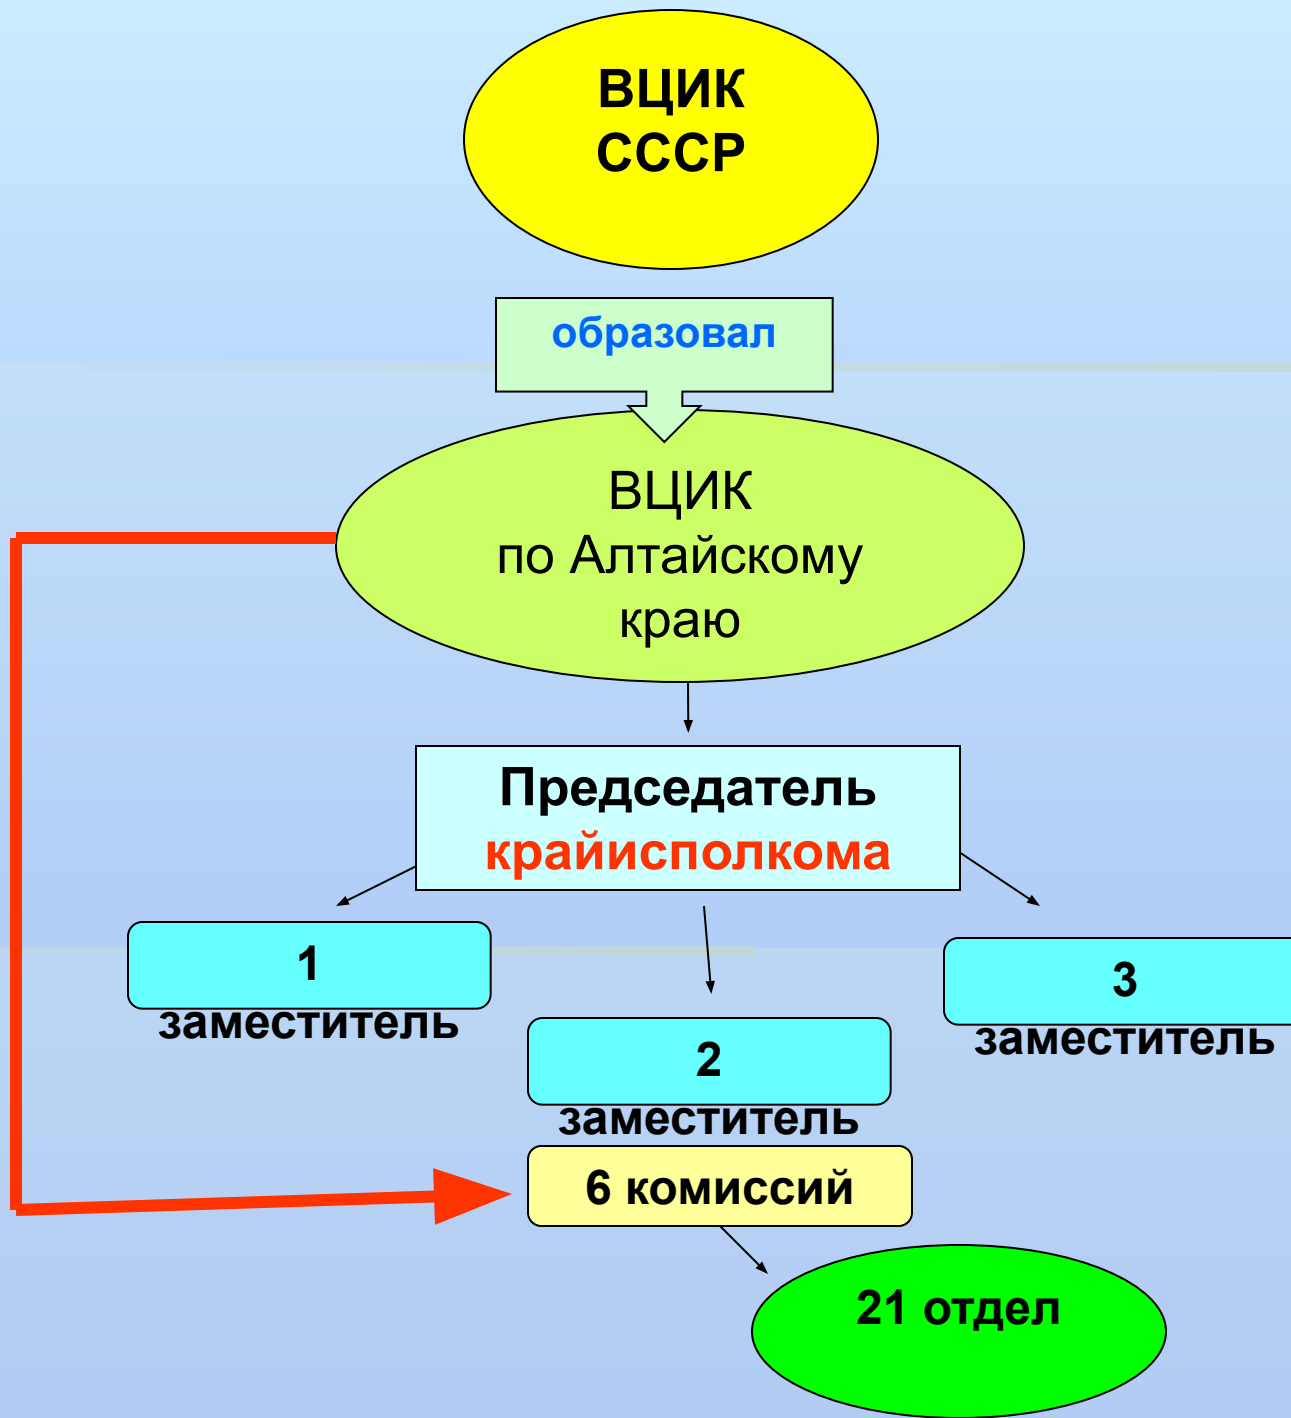 ВЦИК
СССР
образовал
ВЦИК
по Алтайскому
краю
Председатель
крайисполкома
1
заместитель
2
заместитель
3
заместитель
6 комиссий
21 отдел